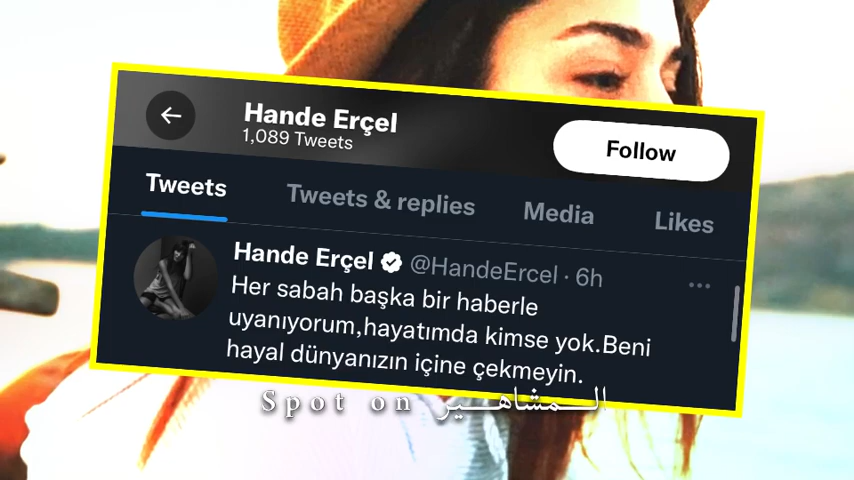 Hande Erçel
1,089 Tweets
Follow
Tweets
Tweets & replies
Media
Likes
Hande Erçel @HandeErcel · 6h
Her sabah başka bir haberle
uyanıyorum,hayatımda kimse yok.Beni
hayal dünyanızın içine çekmeyin.
Spot on المشاهير